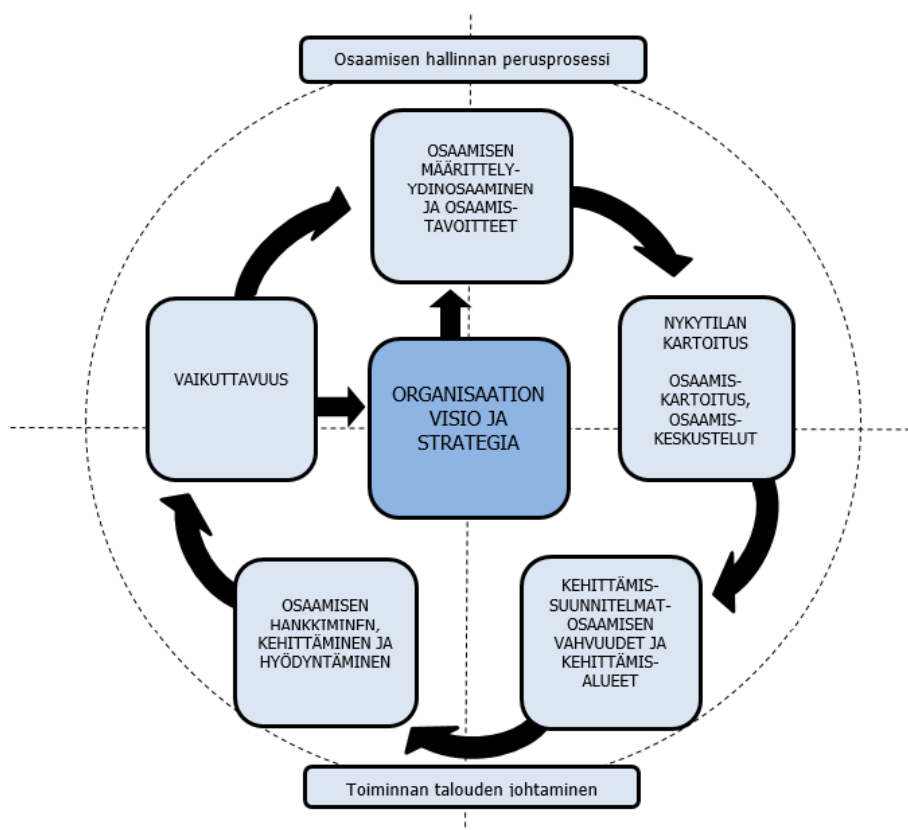 Osaamisen hallinnan perusprosessi
OSAAMISEN
MÄÄRITTELY-
YDINOSAAMINEN
JA OSAAMIS-
TAVOITTEET
NYKYTILAN
KARTOITUS
OSAAMIS-
KARTOITUS,
OSAAMIS-
KESKUSTELUT
VAIKUTTAVUUS
ORGANISAATION
VISIO JA
STRATEGIA
KEHITTÄMIS-
SUUNNITELMAT-
OSAAMISEN
VAHVUUDET JA
KEHITTÄMIS-
ALUEET
OSAAMISEN
HANKKIMINEN,
KEHITTÄMINEN JA
HYÖDYNTÄMINEN
Toiminnan talouden johtaminen